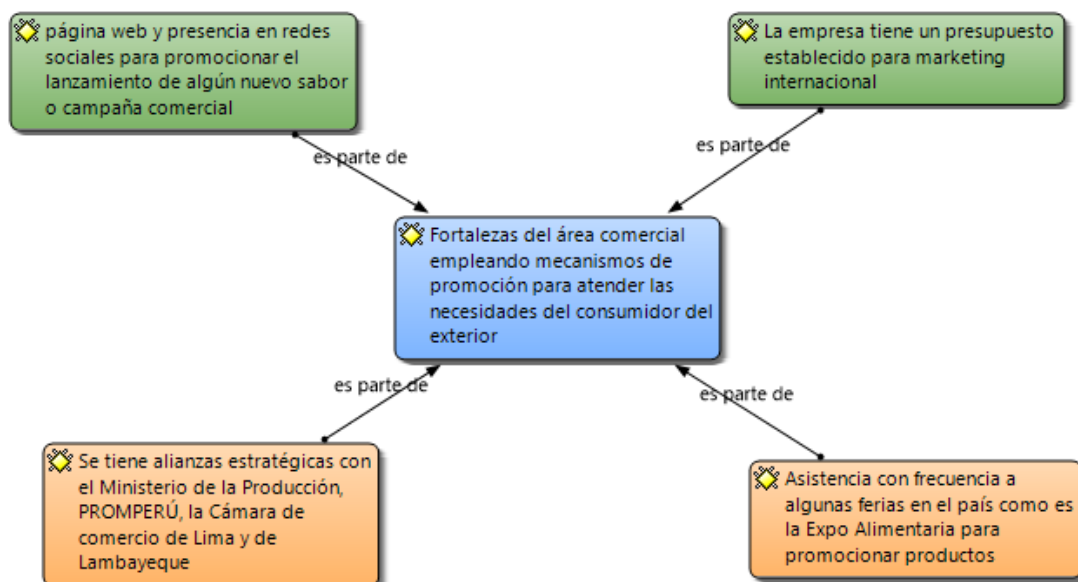 página web y presencia en redes
sociales para promocionar el
lanzamiento de algún nuevo sabor
o campaña comercial
La empresa tiene un presupuesto
establecido para marketing
internacional
es parte de
es parte de
Fortalezas del área comercial
empleando mecanismos de
promoción para atender las
necesidades del consumidor del
exterior
es parte de
es parte de
Se tiene alianzas estratégicas con
el Ministerio de la Producción,
PROMPERÚ, la Cámara de
comercio de Lima y de
Lambayeque
Asistencia con frecuencia a
algunas ferias en el país como es
la Expo Alimentaria para
promocionar productos